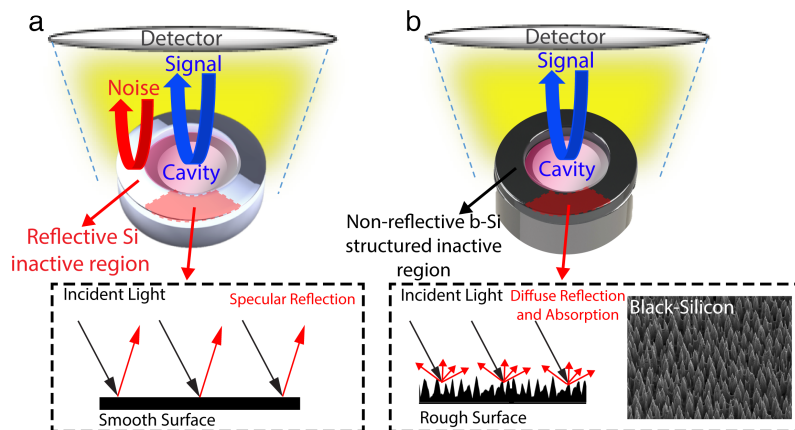 a
Detector
Signal
Noise
Cavity
Reflective Si
inactive region
Incident Light
Specular Reflection
Smooth Surface
b
Detector
Signal
Cavity
Non-reflective b-Si
structured inactive
region
Incident Light
Diffuse Reflection
and Absorption
Black-Silicon
Rough Surface